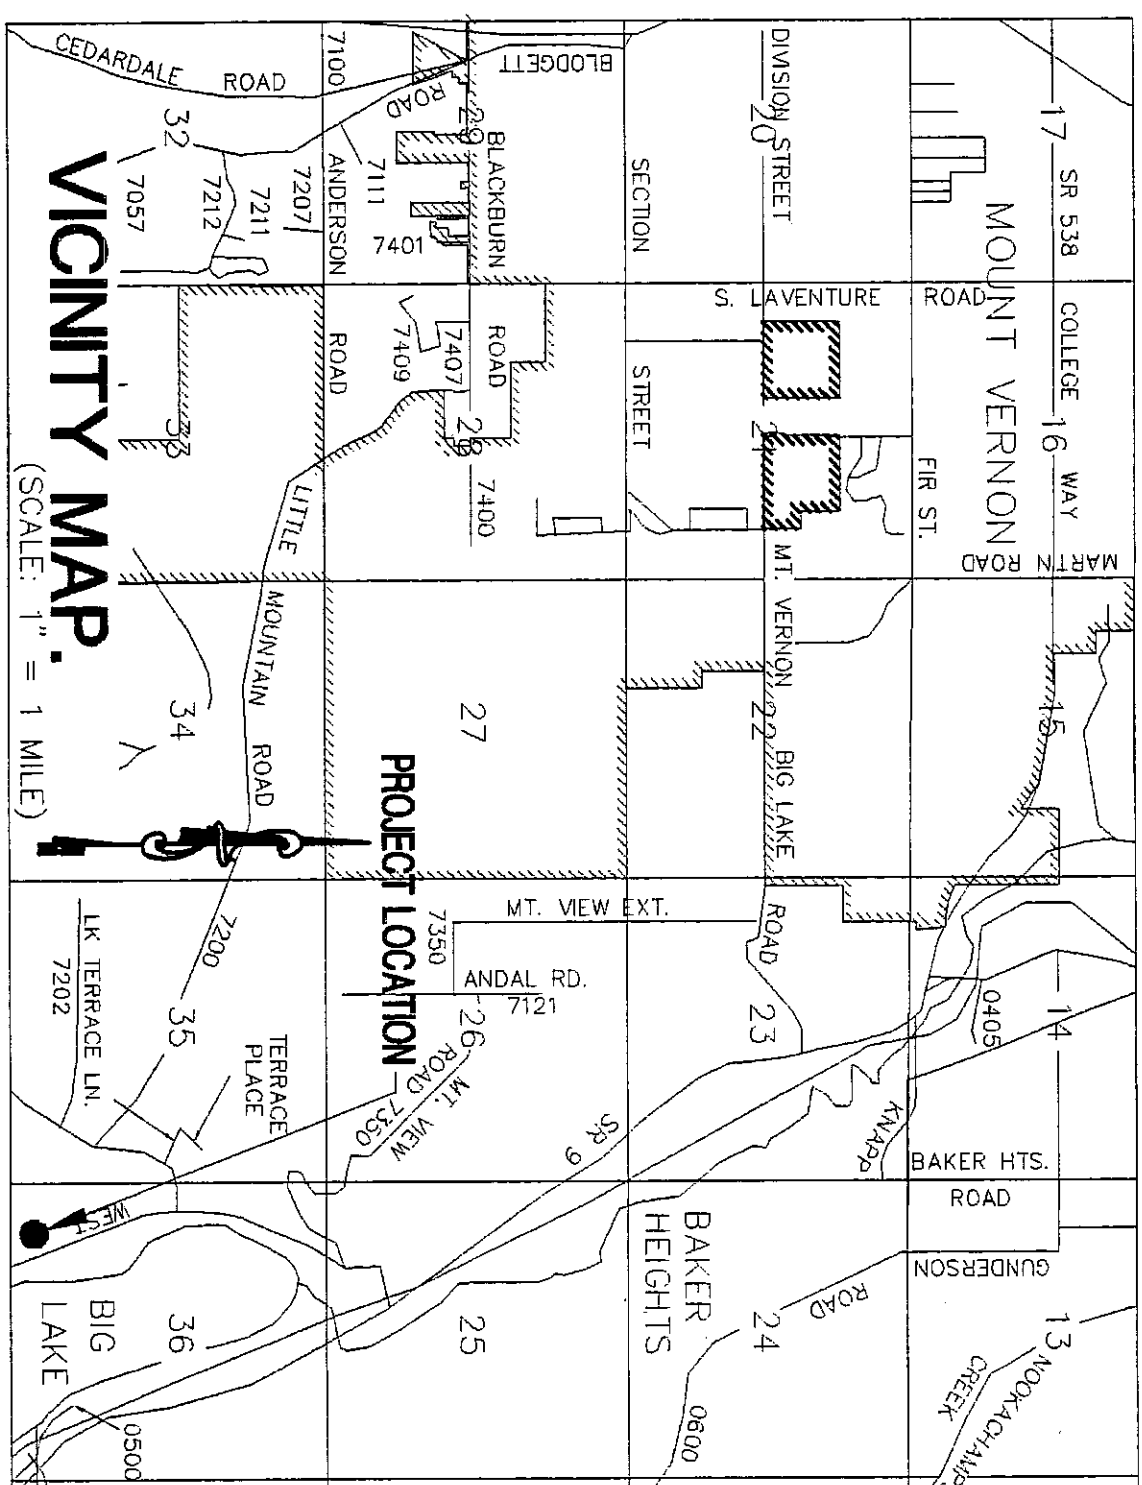 17
SR 538
COLLEGE
16
WAY
MARTIN ROAD
15
14
13
MOUNT VERNON
FIR ST.
0405
KNAPP
BAKER HTS.
ROAD
GUNDERSON
ROAD
NOOKACHAMP
CREEK
DIVISION STREET
20
S. LAVENTURE
ROAD
21
MT. VERNON
22
BIG LAKE
ROAD
23
24
BLODGETT
SECTION
STREET
MT. VIEW EXT.
SR 9
BAKER
HEIGHTS
0600
BLACKBURN
ROAD
29
28
7400
27
7350
ANDAL RD.
7121
26
25
ROAD
7401
7407
7409
7111
PROJECT LOCATION
MT. VIEW
ROAD 7350
7100
ANDERSON
ROAD
7207
LITTLE
MOUNTAIN
ROAD
7200
TERRACE
PLACE
CEDARDALE
ROAD
32
7211
7212
7057
33
34
35
36
LK TERRACE LN.
7202
WEST
BIG
LAKE
0500
VICINITY MAP.
(SCALE: 1" = 1 MILE)